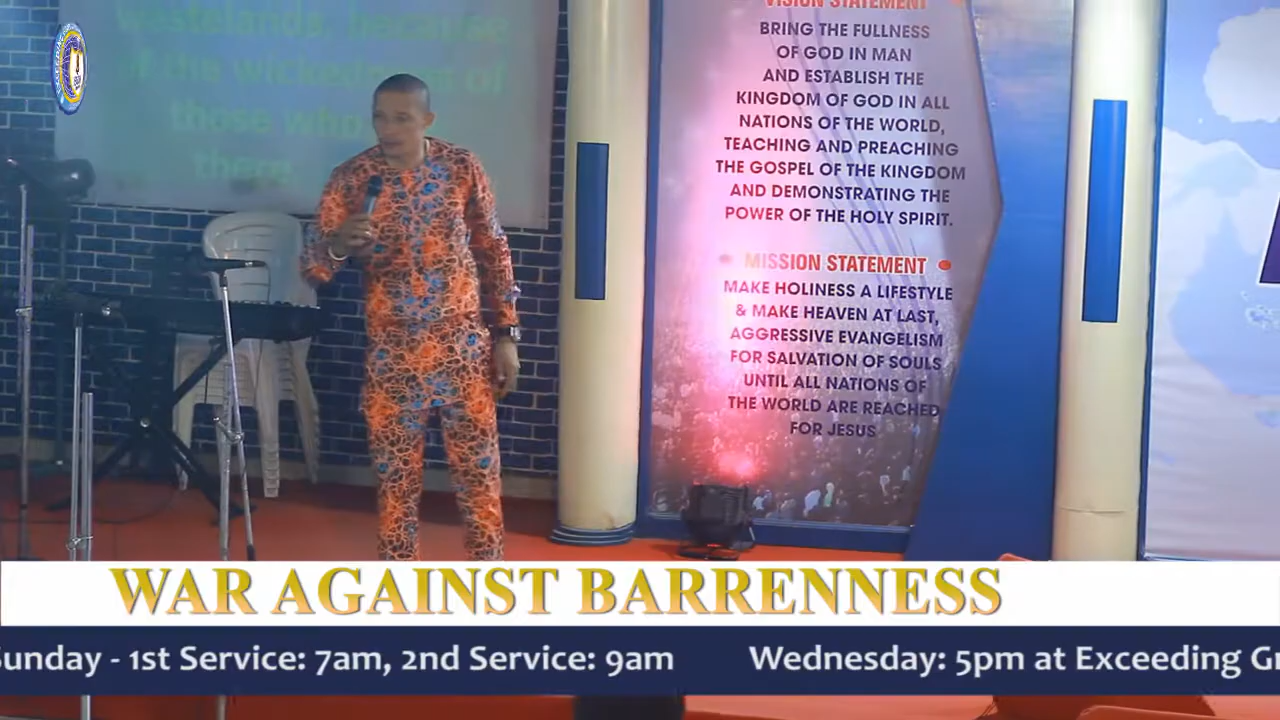 wastelands, because
of the wickedness of
those who
there
VISION STATEMENT
BRING THE FULLNESS
OF GOD IN MAN
AND ESTABLISH THE
KINGDOM OF GOD IN ALL
NATIONS OF THE WORLD,
TEACHING AND PREACHING
THE GOSPEL OF THE KINGDOM
AND DEMONSTRATING THE
POWER OF THE HOLY SPIRIT.
MISSION STATEMENT
MAKE HOLINESS A LIFESTYLE
& MAKE HEAVEN AT LAST,
AGGRESSIVE EVANGELISM
FOR SALVATION OF SOULS
UNTIL ALL NATIONS OF
THE WORLD ARE REACHED
FOR JESUS
WAR AGAINST BARRENNESS
Sunday - 1st Service: 7am, 2nd Service: 9am Wednesday: 5pm at Exceeding Gr